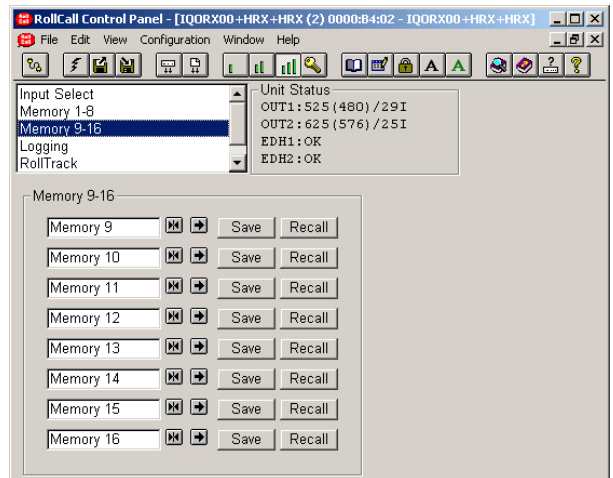 RollCall Control Panel - [IQORX00+HRX+HRX (2) 0000:B4:02 - IQORX00+HRX+HRX]
File Edit View Configuration Window Help
A A
Input Select
Memory 1-8
Memory 9-16
Logging
RollTrack
Unit Status
OUT1:525(480)/29I
OUT2:625(576)/25I
EDH1:OK
EDH2:OK
Memory 9-16
Memory 9 Save Recall
Memory 10 Save Recall
Memory 11 Save Recall
Memory 12 Save Recall
Memory 13 Save Recall
Memory 14 Save Recall
Memory 15 Save Recall
Memory 16 Save Recall